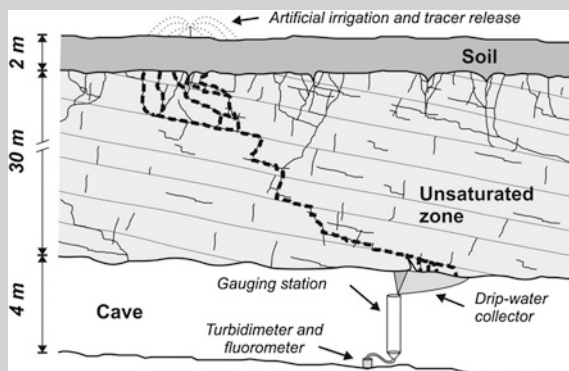 Artificial irrigation and tracer release
2 m
Soil
30 m
Unsaturated
zone
Gauging station
4 m
Cave
Drip-water
collector
Turbidimeter and
fluorometer